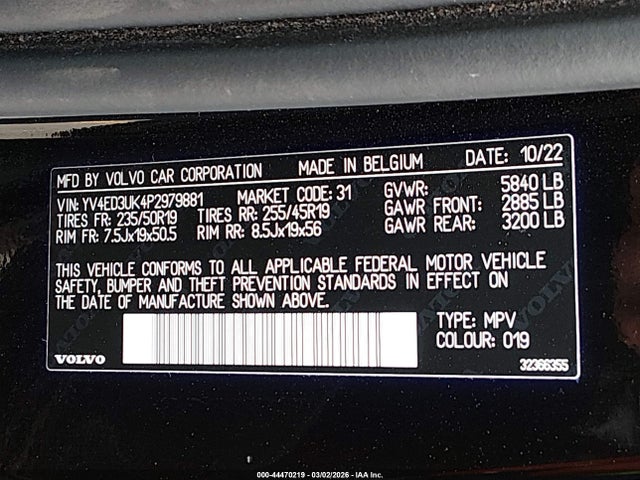 MFD BY VOLVO CAR CORPORATION MADE IN BELGIUM DATE: 10/22
VIN: YV4ED3UK4P2979881 MARKET CODE: 31 GVWR: 5840 LB
TIRES FR: 235/50R19 TIRES RR: 255/45R19 GAWR FRONT: 2885 LB
RIM FR: 7.5Jx19x50.5 RIM RR: 8.5Jx19x56 GAWR REAR: 3200 LB
THIS VEHICLE CONFORMS TO ALL APPLICABLE FEDERAL MOTOR VEHICLE
SAFETY, BUMPER AND THEFT PREVENTION STANDARDS IN EFFECT ON
THE DATE OF MANUFACTURE SHOWN ABOVE.
TYPE: MPV
COLOUR: 019
VOLVO 32366355
000-44470219 - 03/02/2026 - IAA Inc.